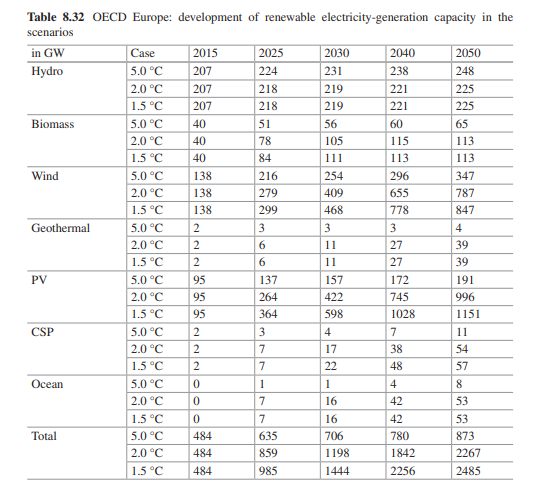 Table 8.32 OECD Europe: development of renewable electricity-generation capacity in the
scenarios
in GW Case 2015 2025 2030 2040 2050
Hydro 5.0 °C 207 224 231 238 248
2.0 °C 207 218 219 221 225
1.5 °C 207 218 219 221 225
Biomass 5.0 °C 40 51 56 60 65
2.0 °C 40 78 105 115 113
1.5 °C 40 84 111 113 113
Wind 5.0 °C 138 216 254 296 347
2.0 °C 138 279 409 655 787
1.5 °C 138 299 468 778 847
Geothermal 5.0 °C 2 3 3 3 4
2.0 °C 2 6 11 27 39
1.5 °C 2 6 11 27 39
PV 5.0 °C 95 137 157 172 191
2.0 °C 95 264 422 745 996
1.5 °C 95 364 598 1028 1151
CSP 5.0 °C 2 3 4 7 11
2.0 °C 2 7 17 38 54
1.5 °C 2 7 22 48 57
Ocean 5.0 °C 0 1 1 4 8
2.0 °C 0 7 16 42 53
1.5 °C 0 7 16 42 53
Total 5.0 °C 484 635 706 780 873
2.0 °C 484 859 1198 1842 2267
1.5 °C 484 985 1444 2256 2485